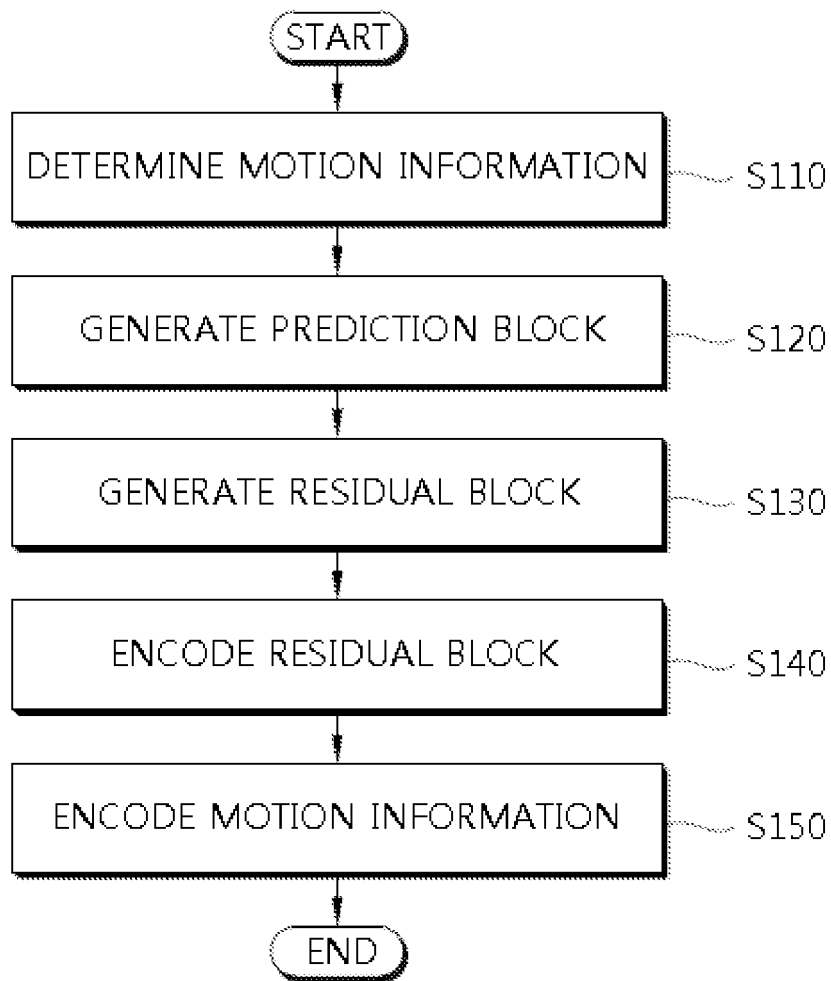 START
DETERMINE MOTION INFORMATION
S110
GENERATE PREDICTION BLOCK
S120
GENERATE RESIDUAL BLOCK
S130
ENCODE RESIDUAL BLOCK
S140
ENCODE MOTION INFORMATION
S150
END